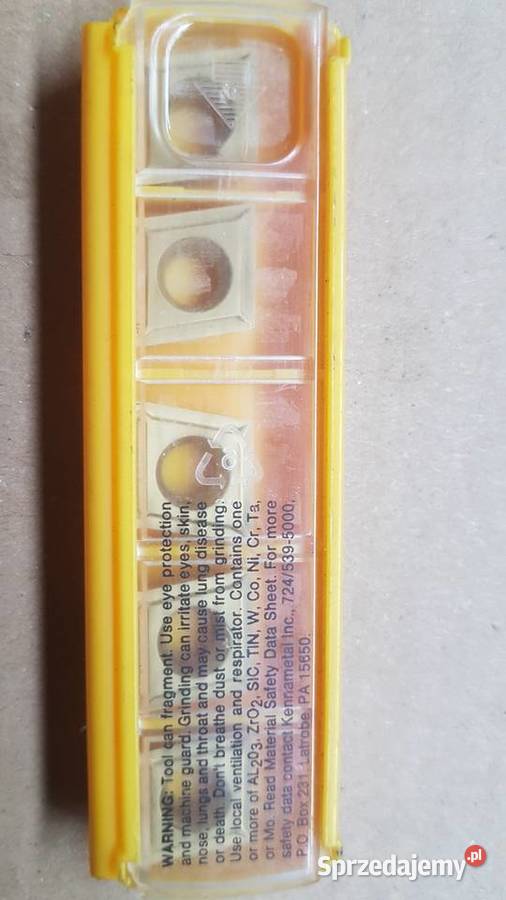 WARNING: Tool can fragment. Use eye protection
and machine guard. Grinding can irritate eyes, skin,
nose, lungs and throat and may cause lung disease
or death. Don't breathe dust or mist from grinding.
Use local ventilation and respirator. Contains one
or more of AL2O3, ZrO2, SiC, TiN, W, Co, Ni, Cr, Ta,
or Mo. Read Material Safety Data Sheet. For more
safety data contact Kennametal Inc., 724/539-5000,
P.O. Box 231, Latrobe, PA 15650.
Sprzedajemy.pl